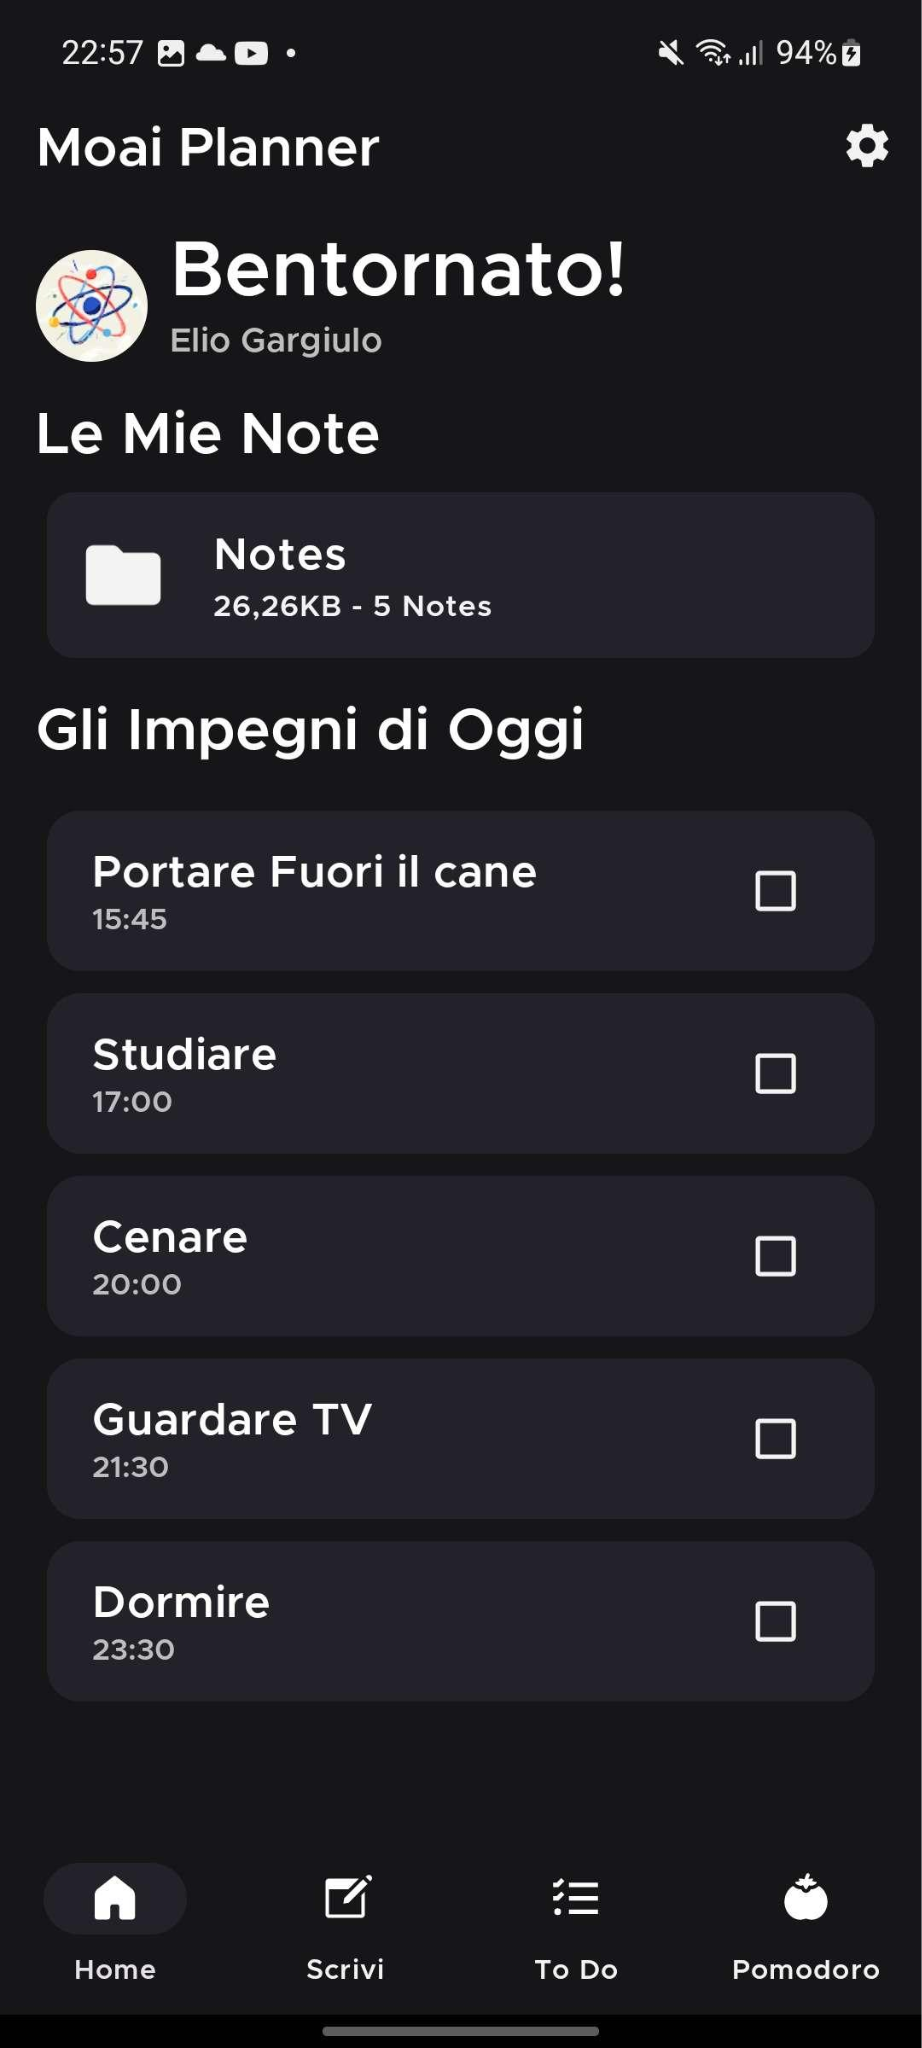 22:57
94%
Moai Planner
Bentornato!
Elio Gargiulo
Le Mie Note
Notes
26,26KB - 5 Notes
Gli Impegni di Oggi
Portare Fuori il cane
15:45
Studiare
17:00
Cenare
20:00
Guardare TV
21:30
Dormire
23:30
Home
Scrivi
To Do
Pomodoro